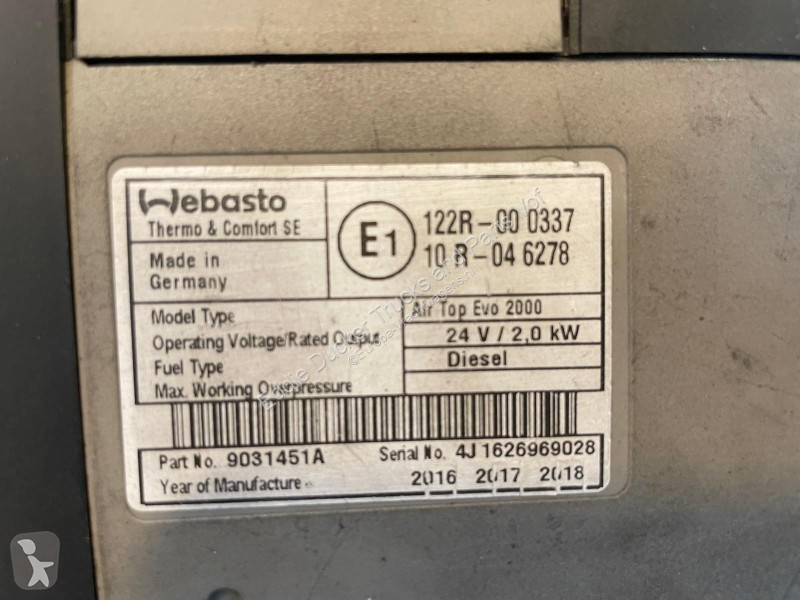 Webasto
Thermo & Comfort SE
Made in
Germany
E1
122R-00 0337
10 R-04 6278
Model Type Air Top Evo 2000
Operating Voltage/Rated Output 24 V / 2,0 kW
Fuel Type Diesel
Max. Working Overpressure
Part No. 9031451A Serial No. 4J1626969028
Year of Manufacture 2016 2017 2018